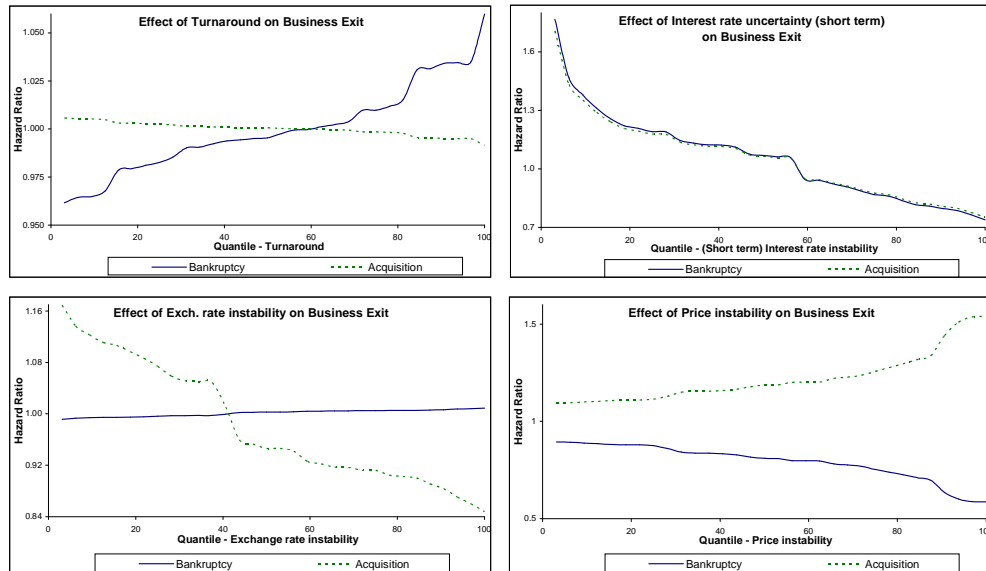 Effect of Turnaround on Business Exit
1.050
1.025
1.000
0.975
0.950
Hazard Ratio
0
20
40
60
80
100
Quantile - Turnaround
Bankruptcy
Acquisition
Effect of Interest rate uncertainty (short term)
on Business Exit
1.6
1.3
1.0
0.7
Hazard Ratio
0
20
40
60
80
100
Quantile - (Short term) Interest rate instability
Bankruptcy
Acquisition
Effect of Exch. rate instability on Business Exit
1.16
1.08
1.00
0.92
0.84
Hazard Ratio
0
20
40
60
80
100
Quantile - Exchange rate instability
Bankruptcy
Acquisition
Effect of Price instability on Business Exit
1.5
1
0.5
Hazard Ratio
0
20
40
60
80
100
Quantile - Price instability
Bankruptcy
Acquisition